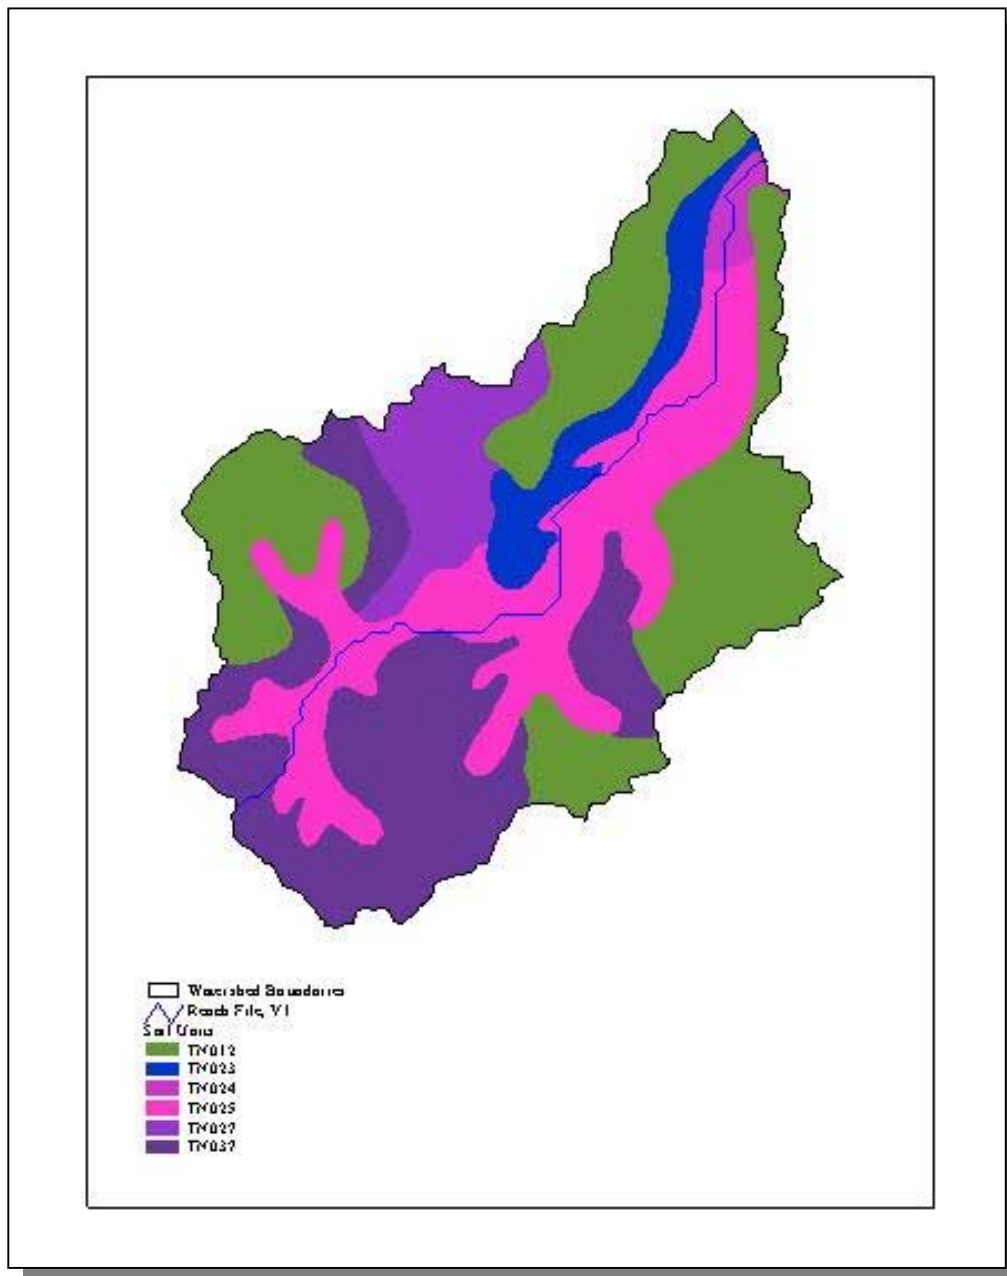 Watershed Boundaries
Reach File, V1
Soil Units
TN012
TN023
TN024
TN025
TN027
TN037